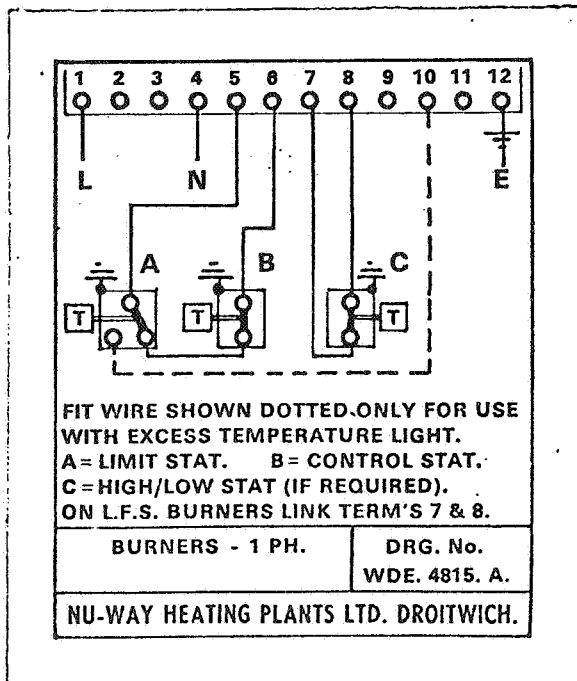 1 2 3 4 5 6 7 8 9 10 11 12
L N E
A B C
T T T
FIT WIRE SHOWN DOTTED.ONLY FOR USE
WITH EXCESS TEMPERATURE LIGHT.
A= LIMIT STAT. B= CONTROL STAT.
C=HIGH/LOW STAT (IF REQUIRED).
ON L.F.S. BURNERS LINK TERM'S 7 & 8.
BURNERS - 1 PH. DRG. No.
WDE. 4815. A.
NU-WAY HEATING PLANTS LTD. DROITWICH.